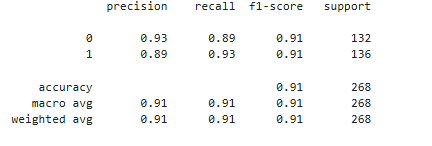 precision recall f1-score support
0 0.93 0.89 0.91 132
1 0.89 0.93 0.91 136
accuracy 0.91 268
macro avg 0.91 0.91 0.91 268
weighted avg 0.91 0.91 0.91 268